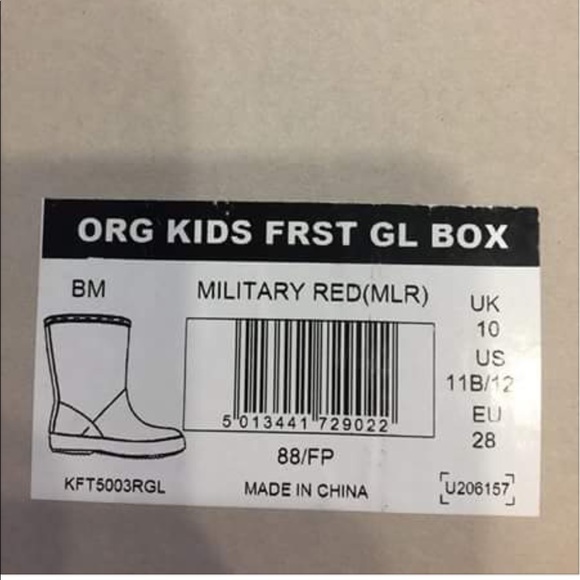 ORG KIDS FRST GL BOX
BM
MILITARY RED(MLR)
UK
10
US
11B/12
EU
28
5 013441 729022
88/FP
KFT5003RGL
MADE IN CHINA
U206157